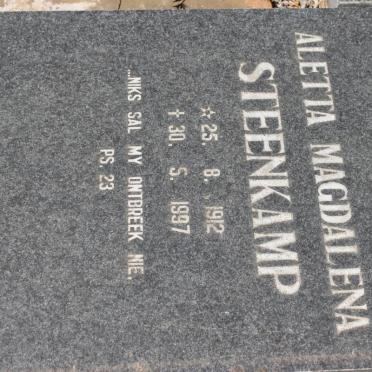 ALETTA MAGDALENA
STEENKAMP
☆ 25. 8. 1912
† 30. 5. 1997
...NIKS SAL MY ONTBREEK NIE.
PS. 23